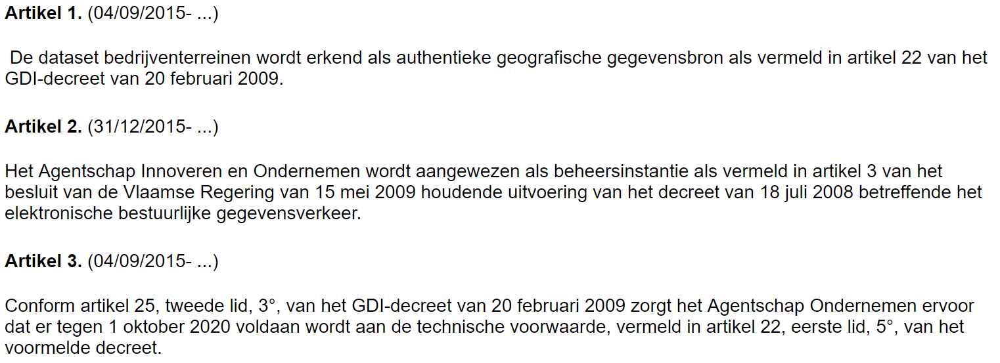 Artikel 1. (04/09/2015- ...)
De dataset bedrijventerreinen wordt erkend als authentieke geografische gegevensbron als vermeld in artikel 22 van het
GDI-decreet van 20 februari 2009.
Artikel 2. (31/12/2015- ...)
Het Agentschap Innoveren en Ondernemen wordt aangewezen als beheersinstantie als vermeld in artikel 3 van het
besluit van de Vlaamse Regering van 15 mei 2009 houdende uitvoering van het decreet van 18 juli 2008 betreffende het
elektronische bestuurlijke gegevensverkeer.
Artikel 3. (04/09/2015- ...)
Conform artikel 25, tweede lid, 3°, van het GDI-decreet van 20 februari 2009 zorgt het Agentschap Ondernemen ervoor
dat er tegen 1 oktober 2020 voldaan wordt aan de technische voorwaarde, vermeld in artikel 22, eerste lid, 5°, van het
voormelde decreet.